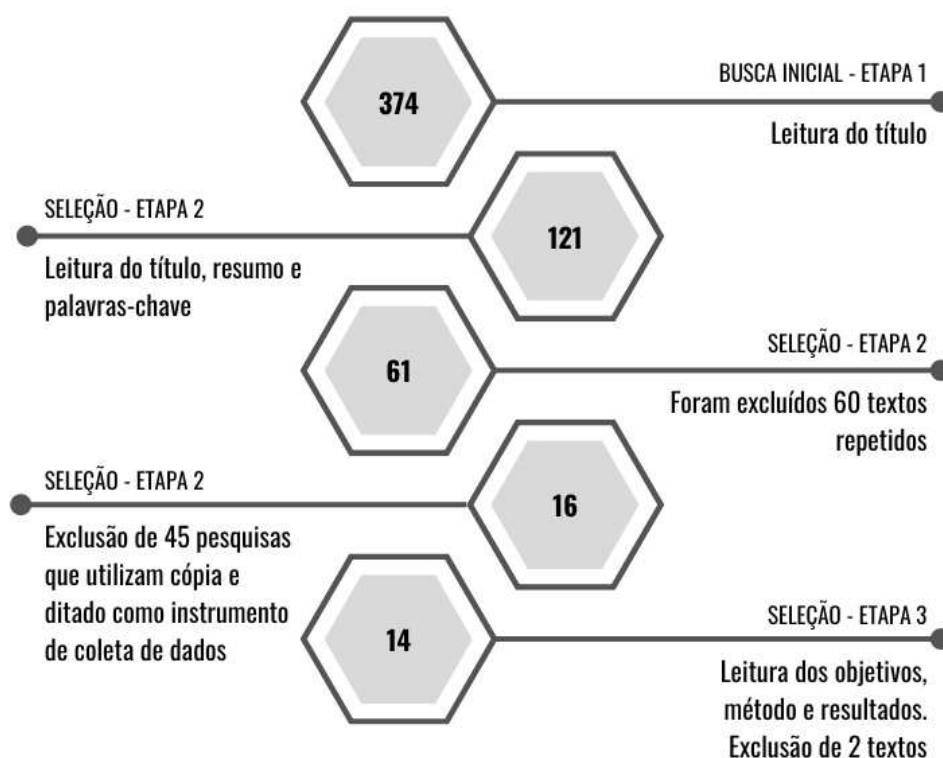 374
BUSCA INICIAL - ETAPA 1
Leitura do título
SELEÇÃO - ETAPA 2
121
Leitura do título, resumo e
palavras-chave
61
SELEÇÃO - ETAPA 2
Foram excluídos 60 textos
repetidos
SELEÇÃO - ETAPA 2
16
Exclusão de 45 pesquisas
que utilizam cópia e
ditado como instrumento
de coleta de dados
14
SELEÇÃO - ETAPA 3
Leitura dos objetivos,
método e resultados.
Exclusão de 2 textos